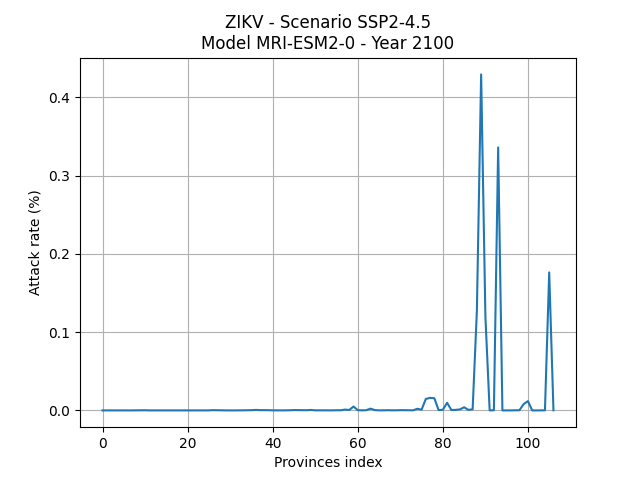 ZIKV - Scenario SSP2-4.5
Model MRI-ESM2-0 - Year 2100
Attack rate (%)
0.4
0.3
0.2
0.1
0.0
0 20 40 60 80 100
Provinces index